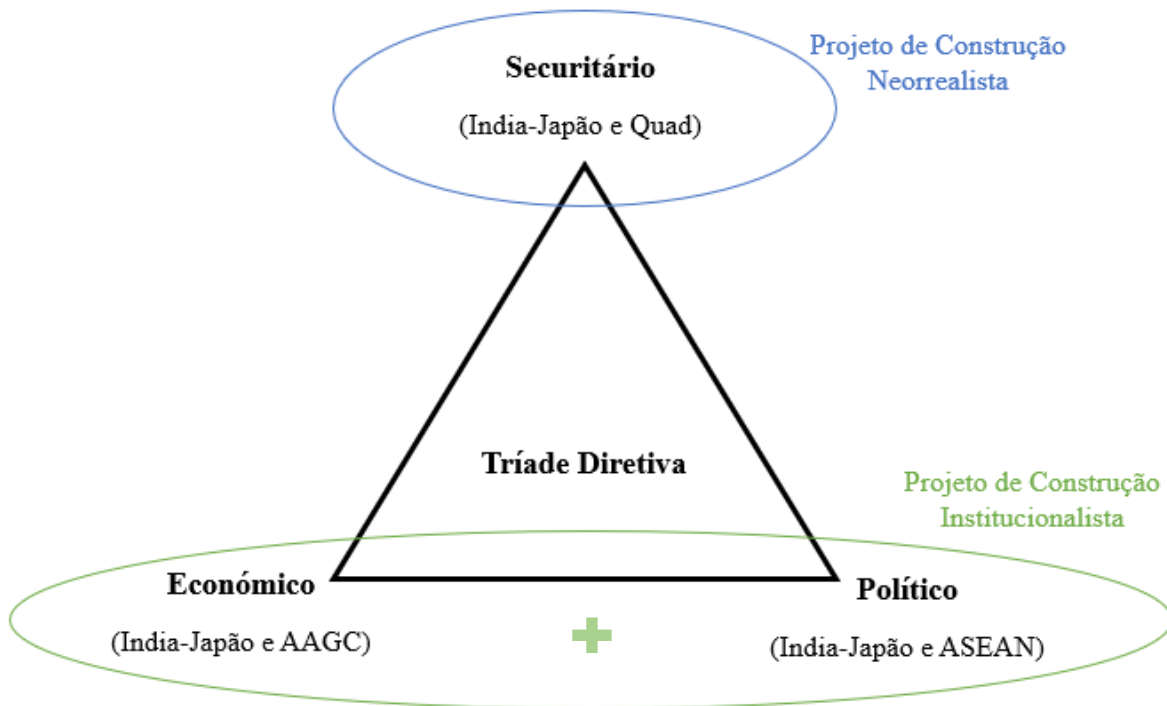 Projeto de Construção
Neorrealista
Securitário
(India-Japão e Quad)
Tríade Diretiva
Projeto de Construção
Institucionalista
Económico
(India-Japão e AAGC)
Político
(India-Japão e ASEAN)